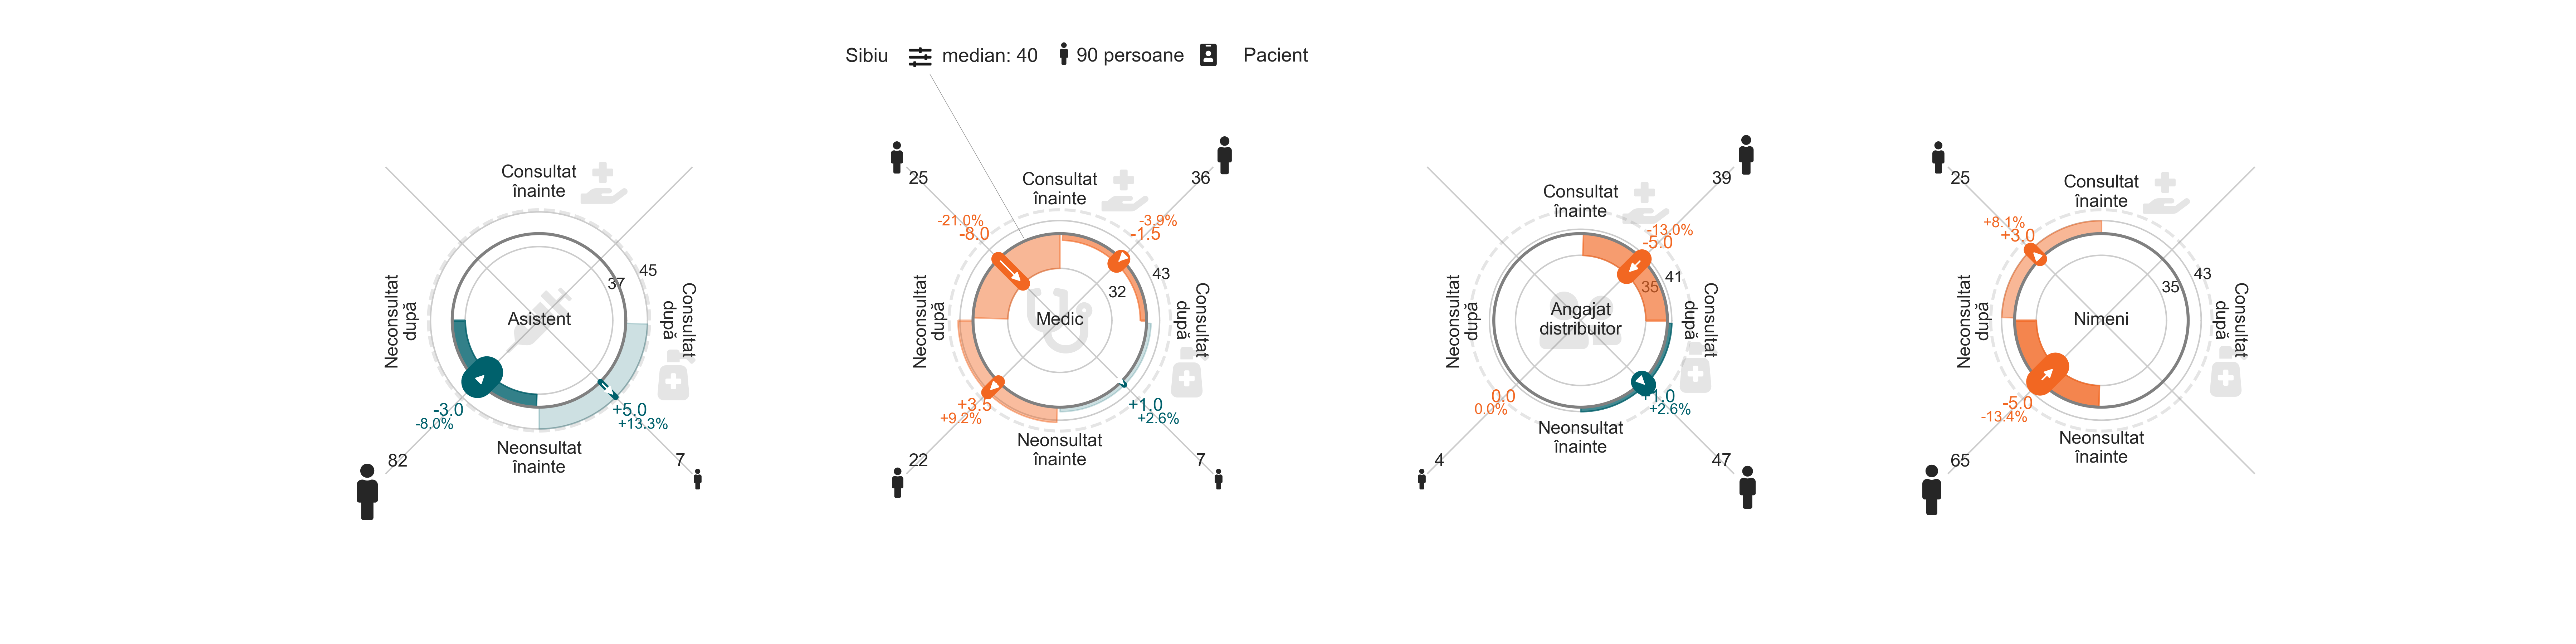 Sibiu median: 40 90 persoane Pacient
Consultat
înainte
Neconsultat
după
Consultat
după
Neonsultat
înainte
Asistent
45
37
-3.0
-8.0%
+5.0
+13.3%
82
7
25
36
Consultat
înainte
-21.0%
-8.0
-3.9%
-1.5
43
32
Neconsultat
după
Consultat
după
Medic
+3.5
+9.2%
+1.0
+2.6%
Neonsultat
înainte
22
7
39
Consultat
înainte
-13.0%
-5.0
41
35
Neconsultat
după
Consultat
după
Angajat
distribuitor
0.0
0.0%
+1.0
+2.6%
Neonsultat
înainte
4
47
25
Consultat
înainte
+8.1%
+3.0
43
35
Neconsultat
după
Consultat
după
Nimeni
-5.0
-13.4%
Neonsultat
înainte
65